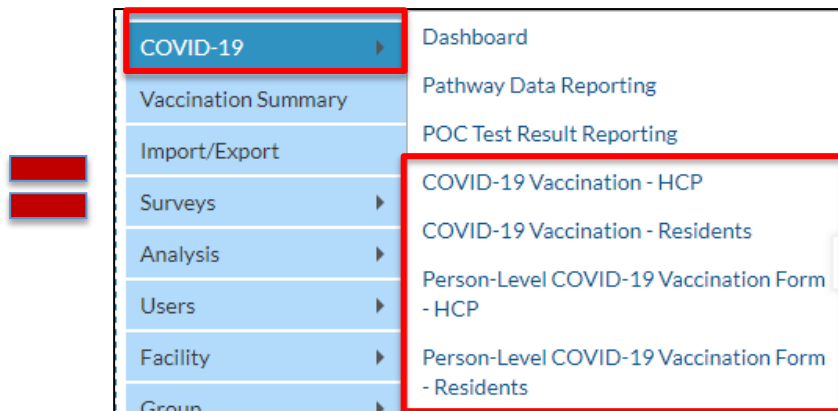 COVID-19
Vaccination Summary
Import/Export
Surveys
Analysis
Users
Facility
Group
Dashboard
Pathway Data Reporting
POC Test Result Reporting
COVID-19 Vaccination - HCP
COVID-19 Vaccination - Residents
Person-Level COVID-19 Vaccination Form
- HCP
Person-Level COVID-19 Vaccination Form
- Residents